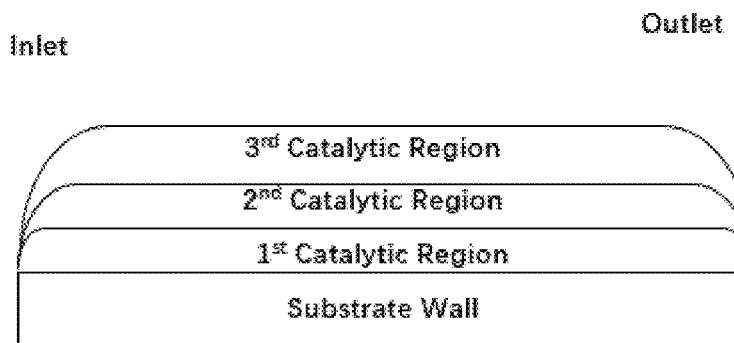 Inlet
Outlet
3rd Catalytic Region
2nd Catalytic Region
1st Catalytic Region
Substrate Wall